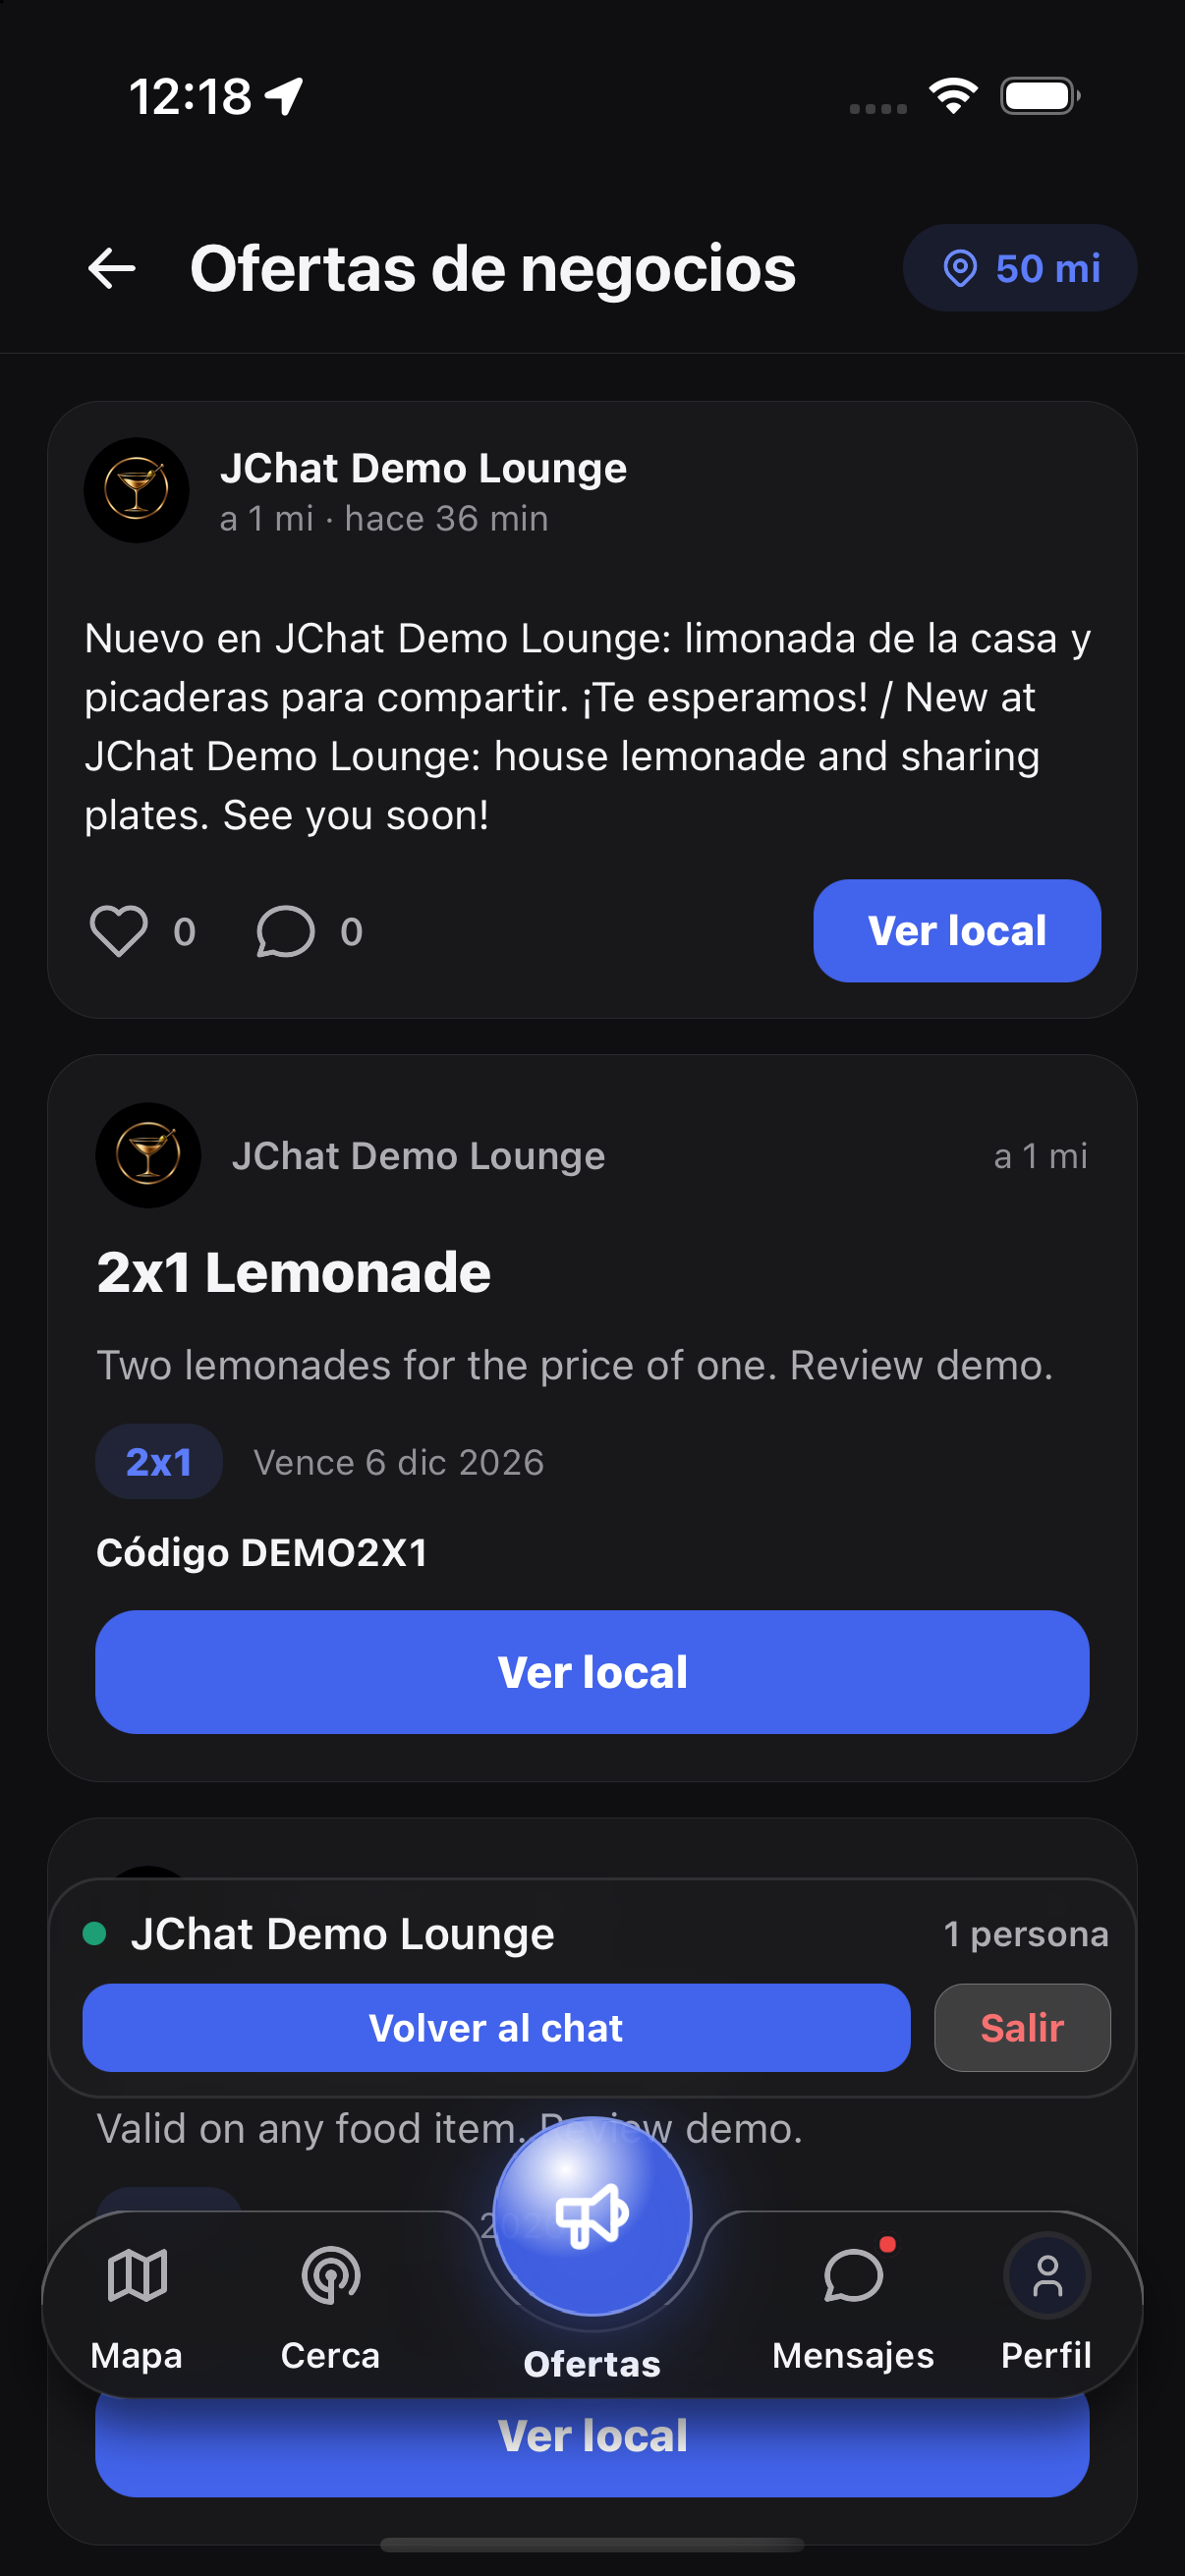 12:18
Ofertas de negocios
50 mi
JChat Demo Lounge
a 1 mi · hace 36 min
Nuevo en JChat Demo Lounge: limonada de la casa y
picaderas para compartir. ¡Te esperamos! / New at
JChat Demo Lounge: house lemonade and sharing
plates. See you soon!
0
0
Ver local
JChat Demo Lounge
a 1 mi
2x1 Lemonade
Two lemonades for the price of one. Review demo.
2x1
Vence 6 dic 2026
Código DEMO2X1
Ver local
JChat Demo Lounge
1 persona
Volver al chat
Salir
Valid on any food item. Review demo.
Mapa
Cerca
Ofertas
Mensajes
Perfil
Ver local